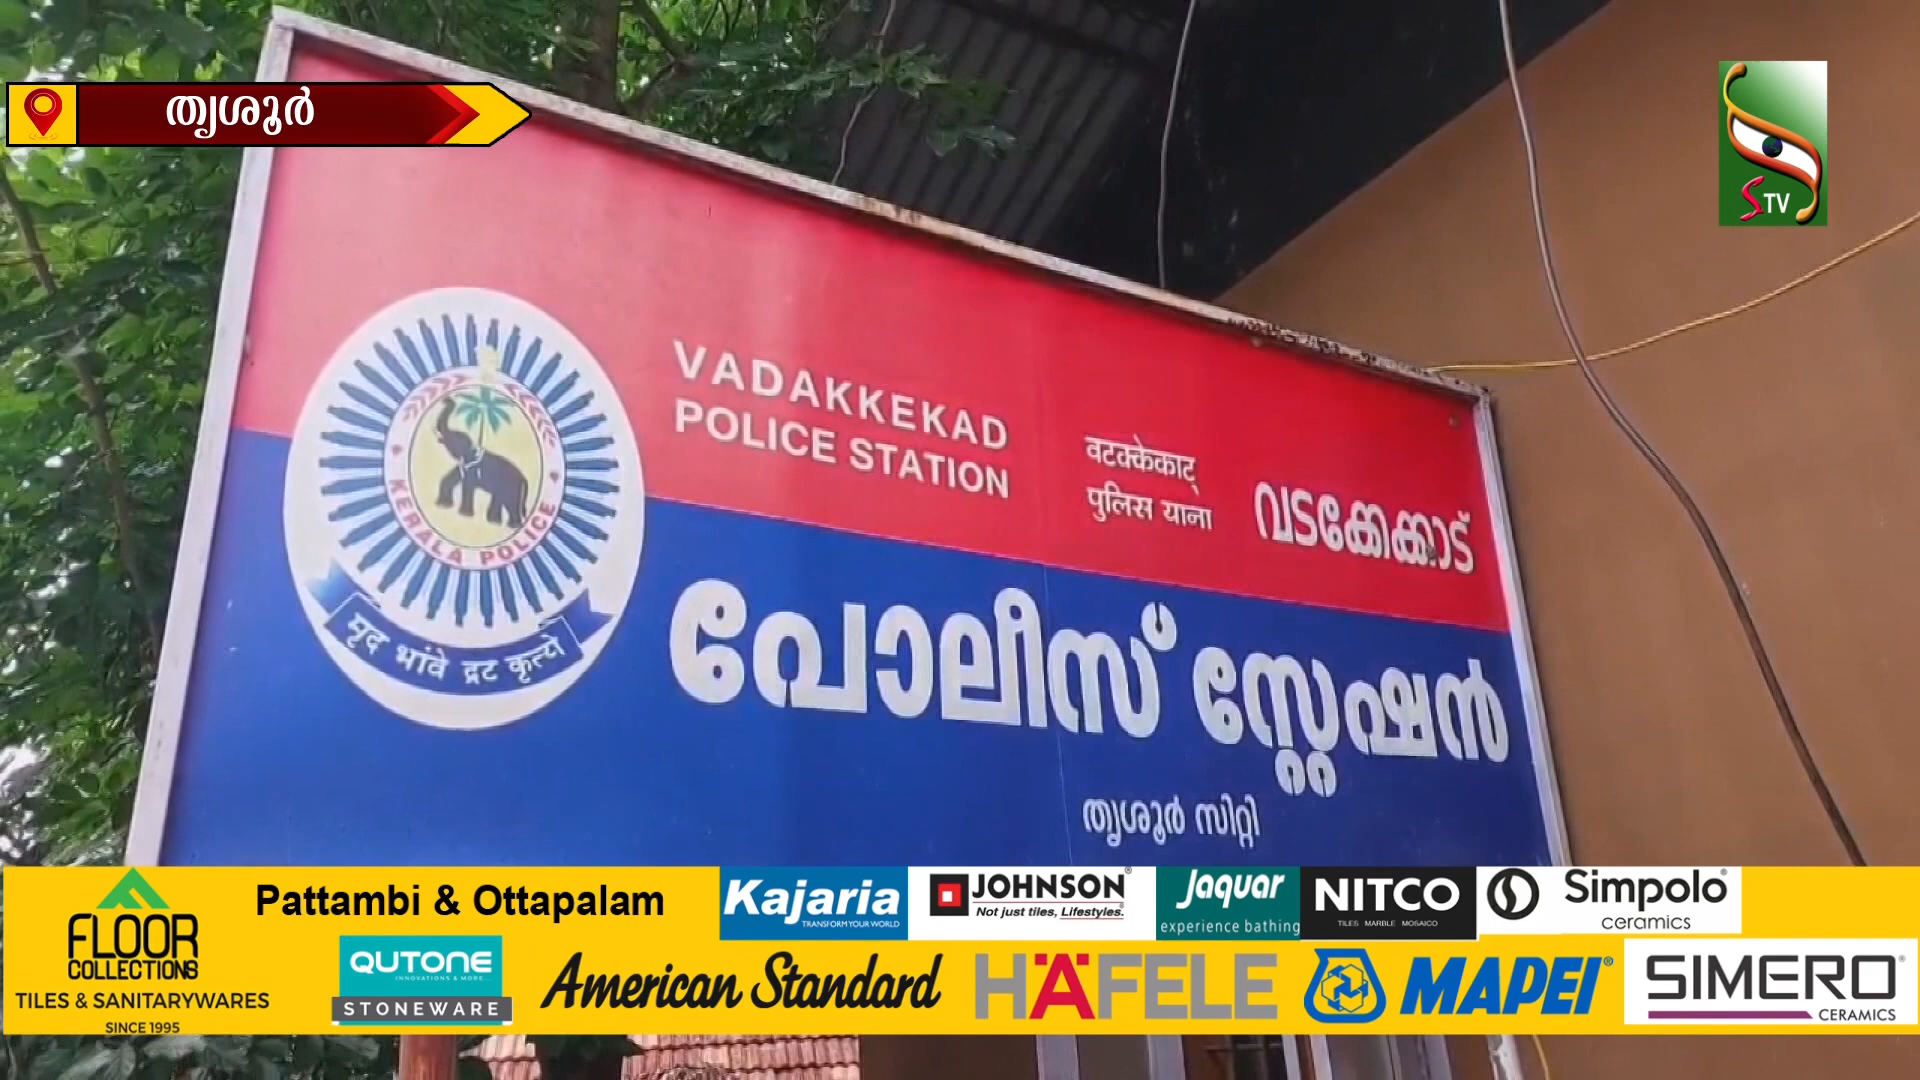 തൃശൂർ
STV
VADAKKEKAD
POLICE STATION
वटक्केकाट्
पुलिस थाना
വടക്കേക്കാട്
പോലീസ് സ്റ്റേഷൻ
തൃശൂർ സിറ്റി
KERALA POLICE
मृदु भावे दृढ कृत्ये
FLOOR
COLLECTIONS
TILES & SANITARYWARES
SINCE 1995
Pattambi & Ottapalam
Kajaria
TRANSFORM YOUR WORLD
JOHNSON®
Not just tiles, Lifestyles.
Jaquar
experience bathing
NITCO
TILES MARBLE MOSAICO
Simpolo®
ceramics
QUTONE
INNOVATIONS & MORE...
STONEWARE
American Standard
HÄFELE
MAPEI®
SIMERO®
CERAMICS